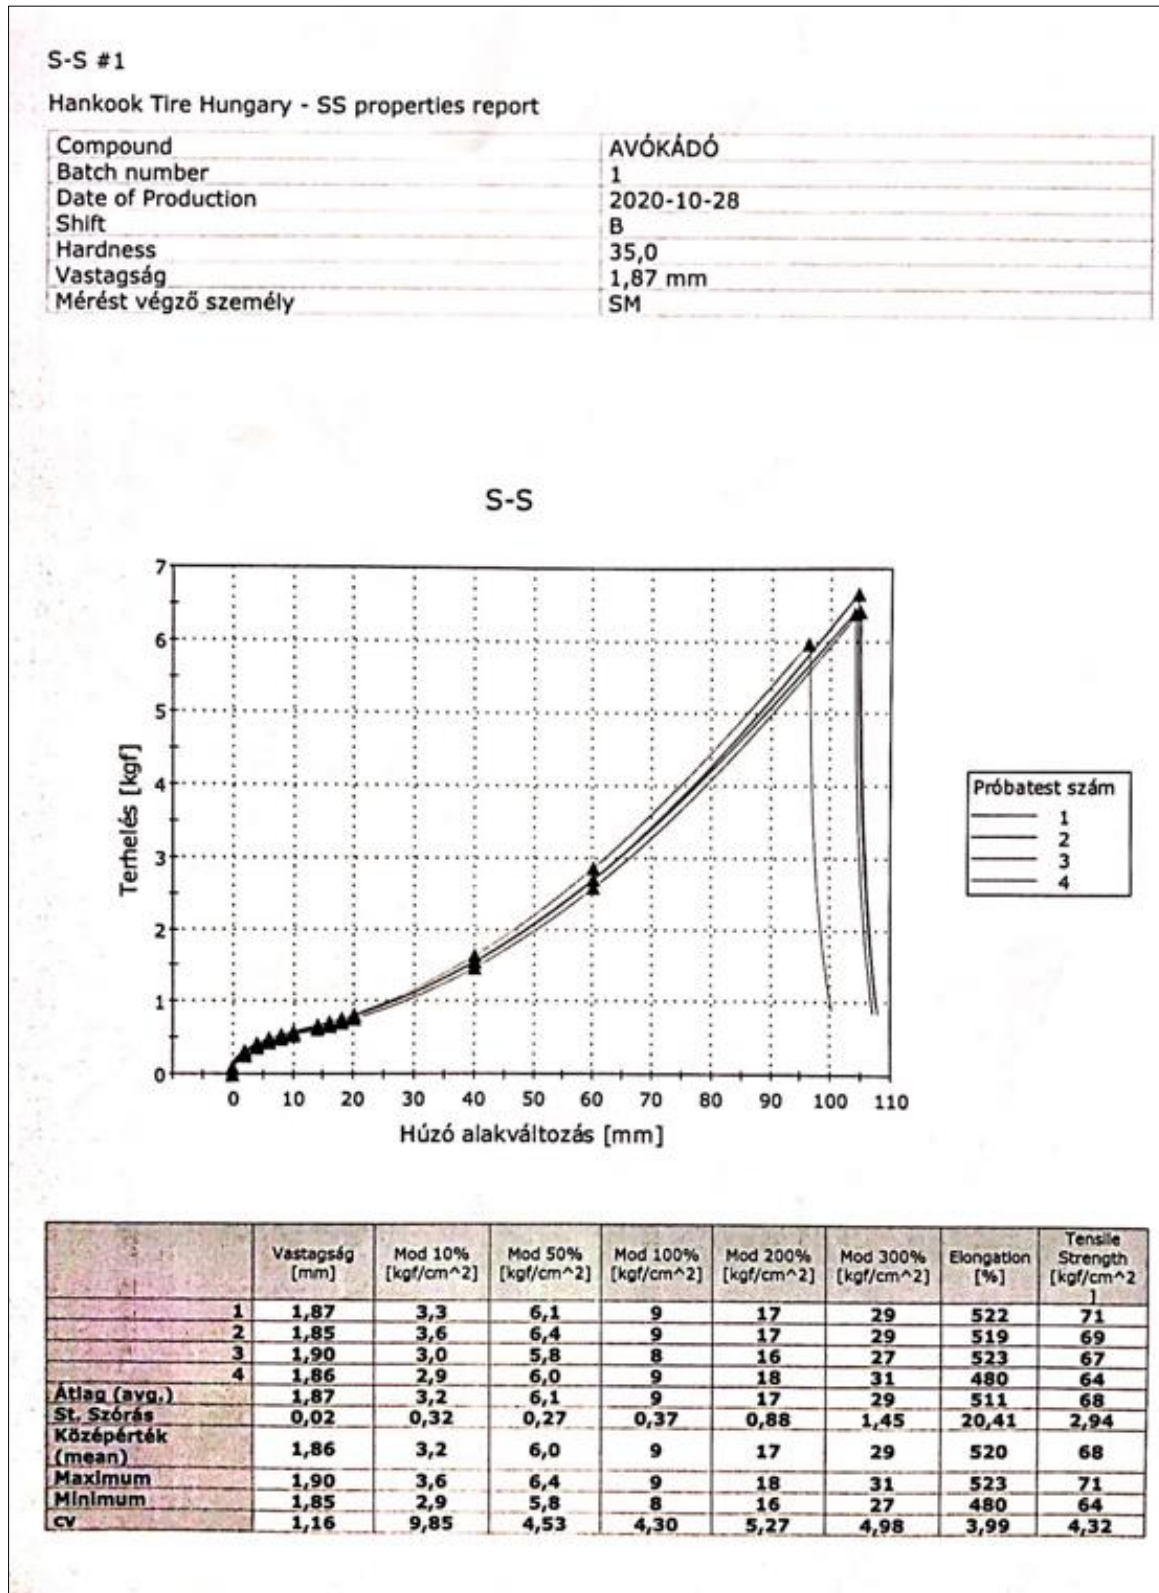 S-S #1
Hankook Tire Hungary - SS properties report
Compound AVÓKÁDÓ
Batch number 1
Date of Production 2020-10-28
Shift B
Hardness 35,0
Vastagság 1,87 mm
Mérést végző személy SM
S-S
7
6
5
4
3
2
1
0
Terhelés [kgf]
0 10 20 30 40 50 60 70 80 90 100 110
Húzó alakváltozás [mm]
Próbatest szám
1
2
3
4
Vastagság [mm] Mod 10% [kgf/cm^2] Mod 50% [kgf/cm^2] Mod 100% [kgf/cm^2] Mod 200% [kgf/cm^2] Mod 300% [kgf/cm^2] Elongation [%] Tensile Strength [kgf/cm^2]
1 1,87 3,3 6,1 9 17 29 522 71
2 1,85 3,6 6,4 9 17 29 519 69
3 1,90 3,0 5,8 8 16 27 523 67
4 1,86 2,9 6,0 9 18 31 480 64
Átlag (avg.) 1,87 3,2 6,1 9 17 29 511 68
St. Szórás 0,02 0,32 0,27 0,37 0,88 1,45 20,41 2,94
Középérték (mean) 1,86 3,2 6,0 9 17 29 520 68
Maximum 1,90 3,6 6,4 9 18 31 523 71
Minimum 1,85 2,9 5,8 8 16 27 480 64
cv 1,16 9,85 4,53 4,30 5,27 4,98 3,99 4,32